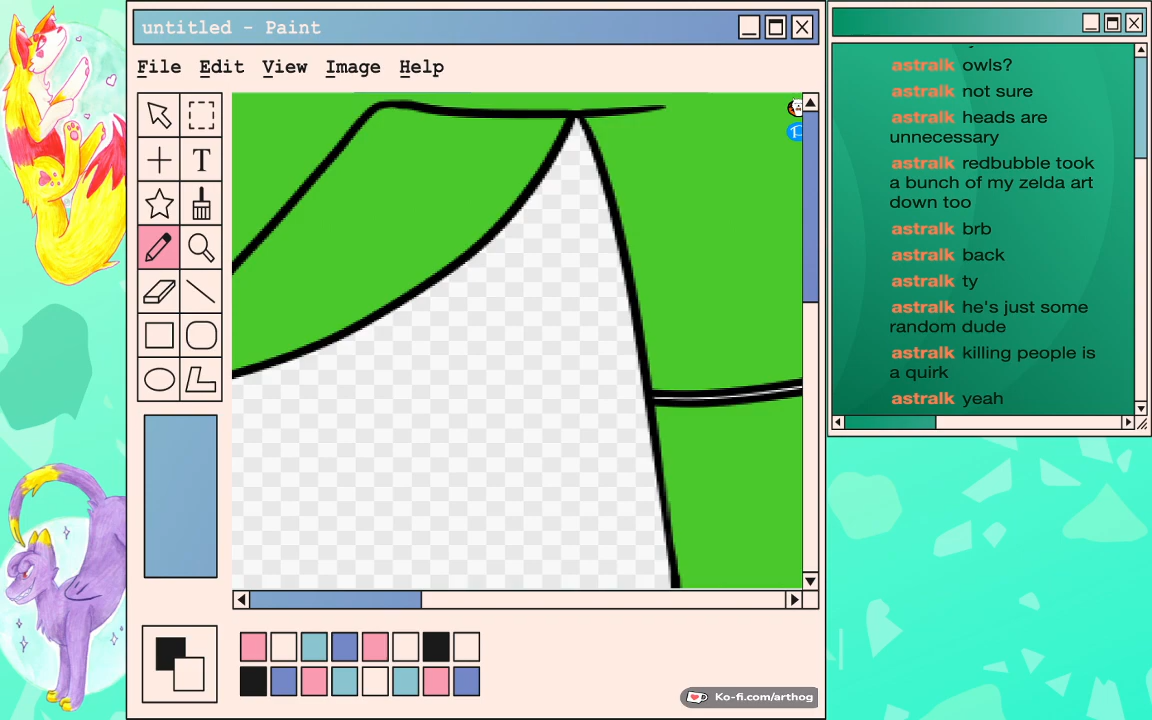 untitled - Paint
File Edit View Image Help
T
Ko-fi.com/arthog
astralk owls?
astralk not sure
astralk heads are
unnecessary
astralk redbubble took
a bunch of my zelda art
down too
astralk brb
astralk back
astralk ty
astralk he's just some
random dude
astralk killing people is
a quirk
astralk yeah